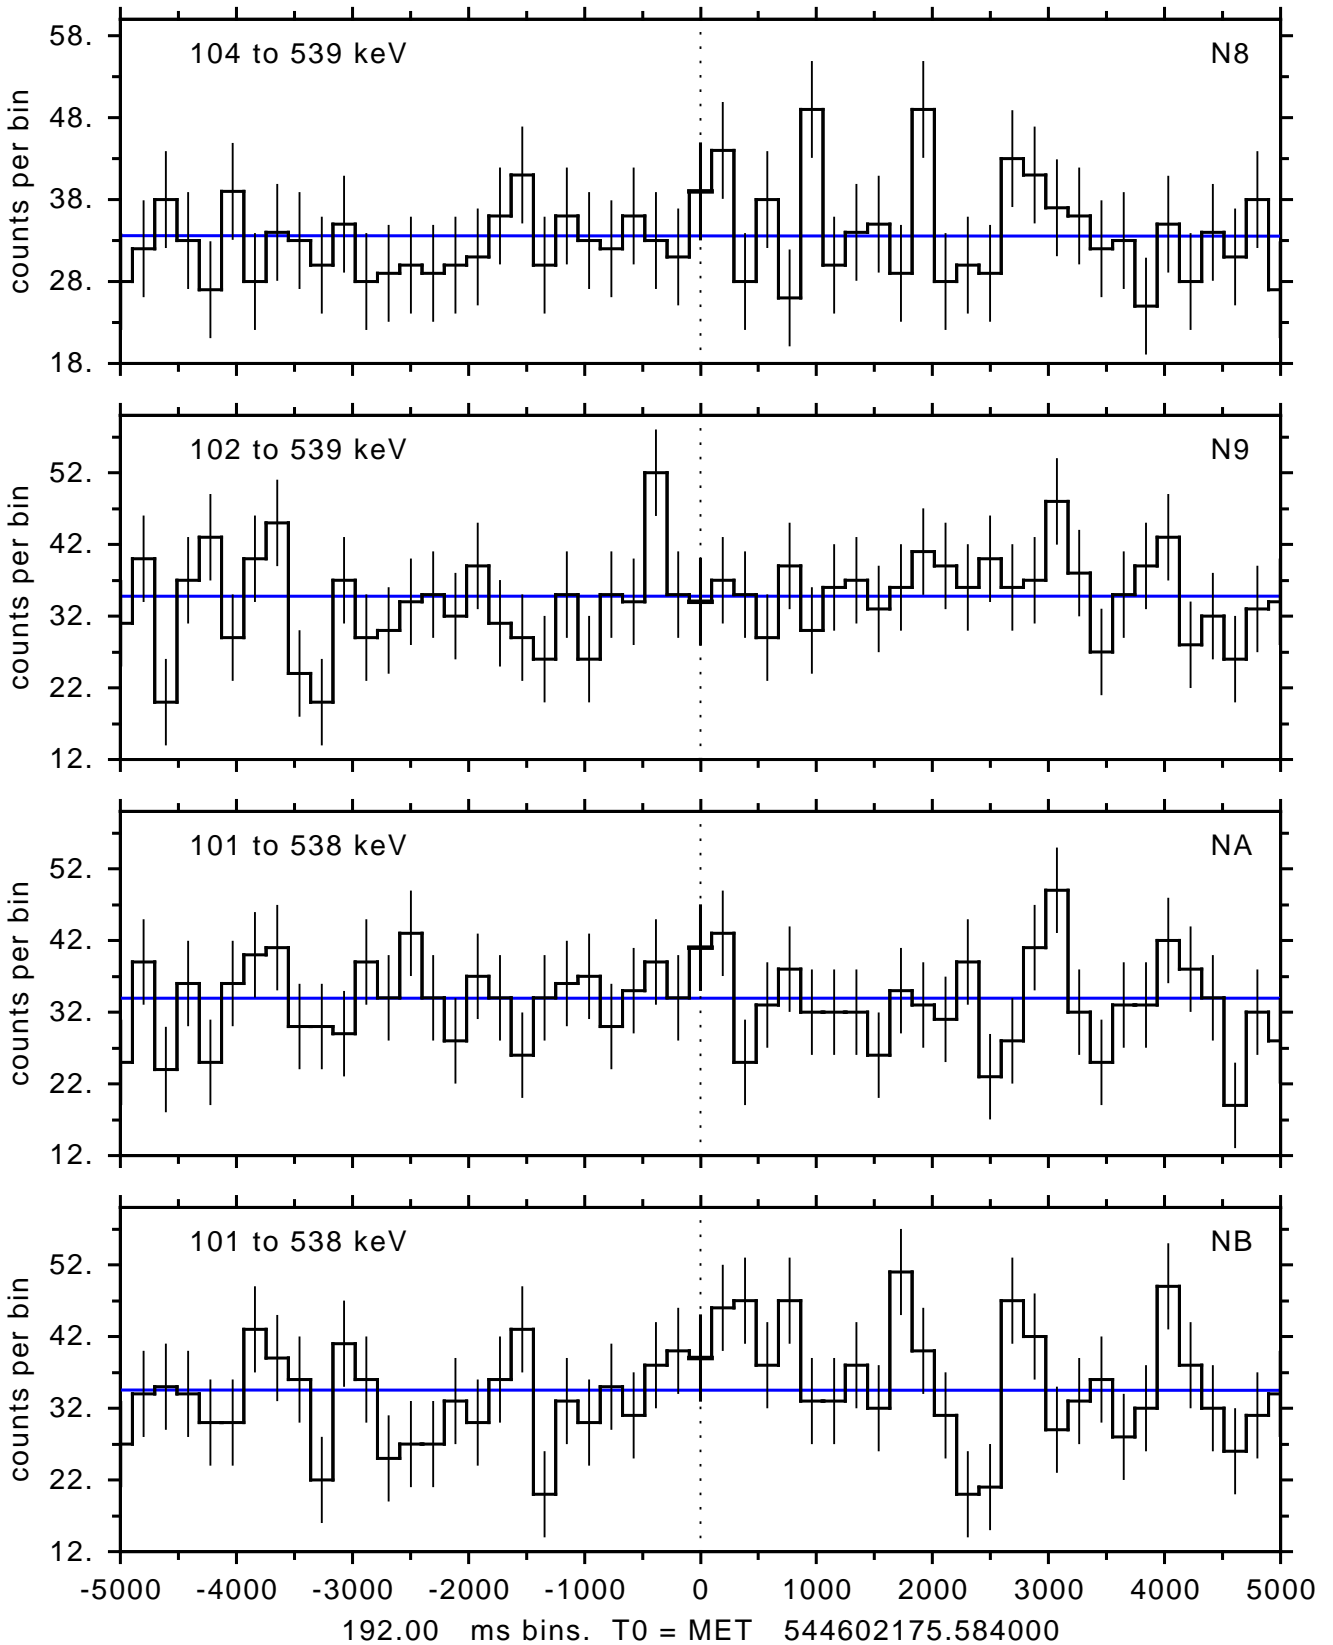 58.
104 to 539 keV N8
48.
38.
28.
18.
counts per bin
102 to 539 keV N9
52.
42.
32.
22.
12.
counts per bin
101 to 538 keV NA
52.
42.
32.
22.
12.
counts per bin
101 to 538 keV NB
52.
42.
32.
22.
12.
counts per bin
-5000 -4000 -3000 -2000 -1000 0 1000 2000 3000 4000 5000
192.00 ms bins. T0 = MET 544602175.584000